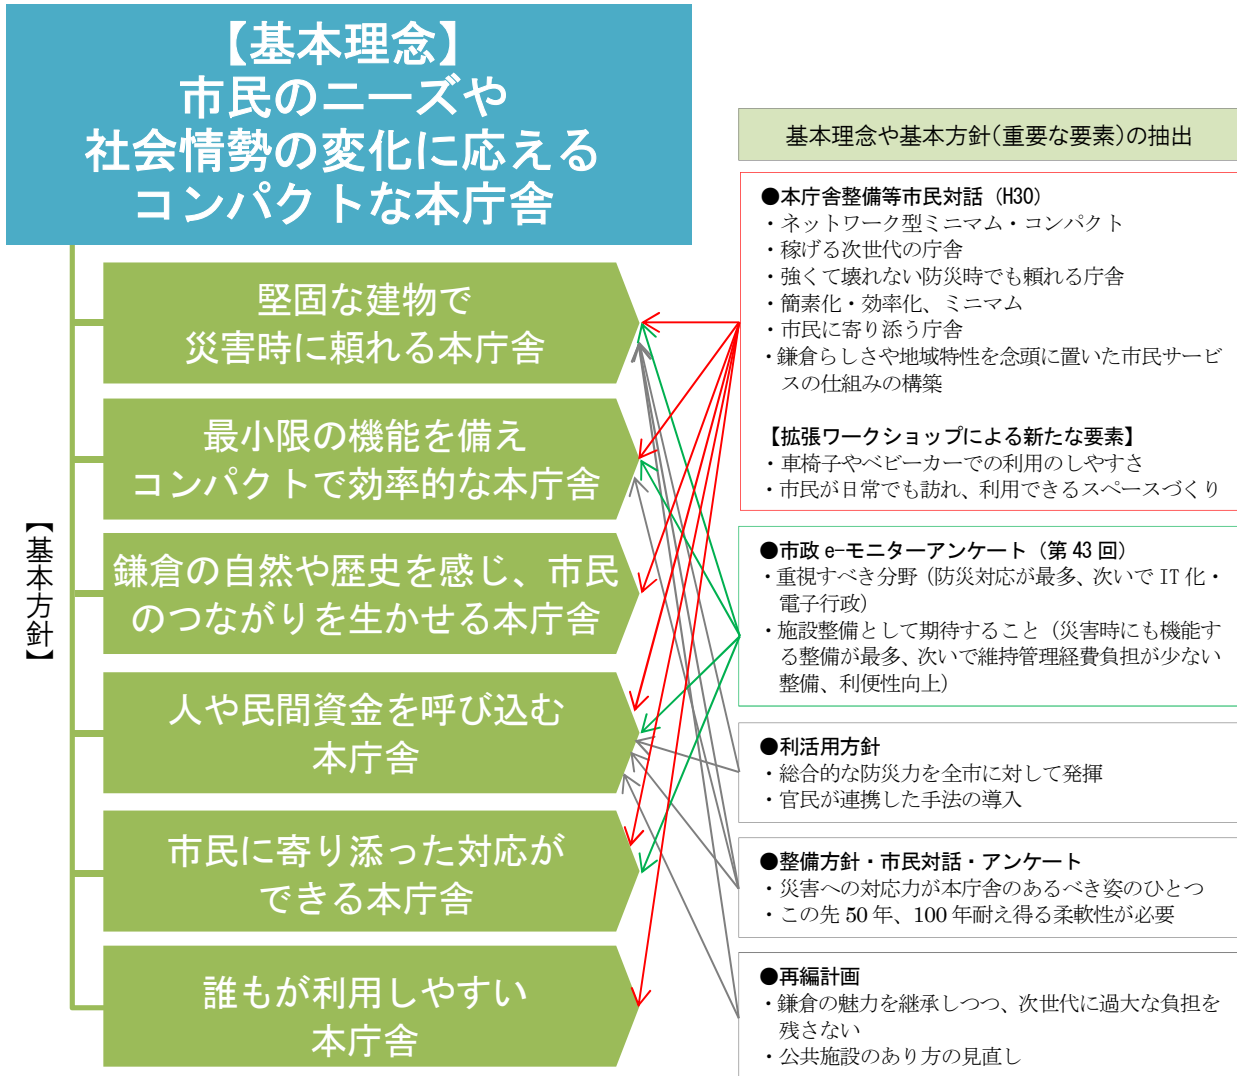 【基本理念】
市民のニーズや
社会情勢の変化に応える
コンパクトな本庁舎
【基本方針】
堅固な建物で
災害時に頼れる本庁舎
最小限の機能を備え
コンパクトで効率的な本庁舎
鎌倉の自然や歴史を感じ、市民
のつながりを生かせる本庁舎
人や民間資金を呼び込む
本庁舎
市民に寄り添った対応が
できる本庁舎
誰もが利用しやすい
本庁舎
基本理念や基本方針(重要な要素)の抽出
●本庁舎整備等市民対話（H30）
・ネットワーク型ミニマム・コンパクト
・稼げる次世代の庁舎
・強くて壊れない防災時でも頼れる庁舎
・簡素化・効率化、ミニマム
・市民に寄り添う庁舎
・鎌倉らしさや地域特性を念頭に置いた市民サービ
スの仕組みの構築
【拡張ワークショップによる新たな要素】
・車椅子やベビーカーでの利用のしやすさ
・市民が日常でも訪れ、利用できるスペースづくり
●市政 e-モニターアンケート（第 43 回）
・重視すべき分野（防災対応が最多、次いで IT 化・
電子行政）
・施設整備として期待すること（災害時にも機能す
る整備が最多、次いで維持管理経費負担が少ない
整備、利便性向上）
●利活用方針
・総合的な防災力を全市に対して発揮
・官民が連携した手法の導入
●整備方針・市民対話・アンケート
・災害への対応力が本庁舎のあるべき姿のひとつ
・この先 50 年、100 年耐え得る柔軟性が必要
●再編計画
・鎌倉の魅力を継承しつつ、次世代に過大な負担を
残さない
・公共施設のあり方の見直し